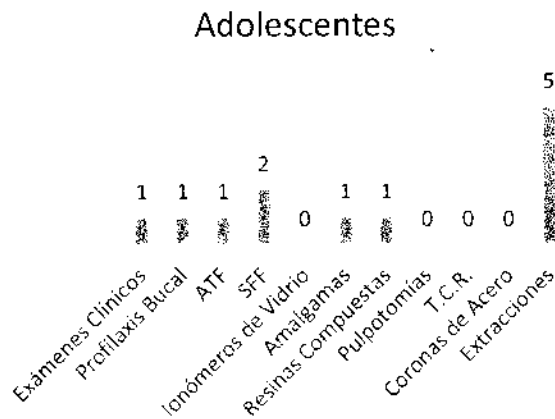 Adolescentes
5
2
1 1 1 1 1
0 0 0 0
Exámenes Clínicos
Profilaxis Bucal
ATF
SFF
Ionómeros de Vidrio
Amalgamas
Resinas Compuestas
Pulpotomías
T.C.R.
Coronas de Acero
Extracciones